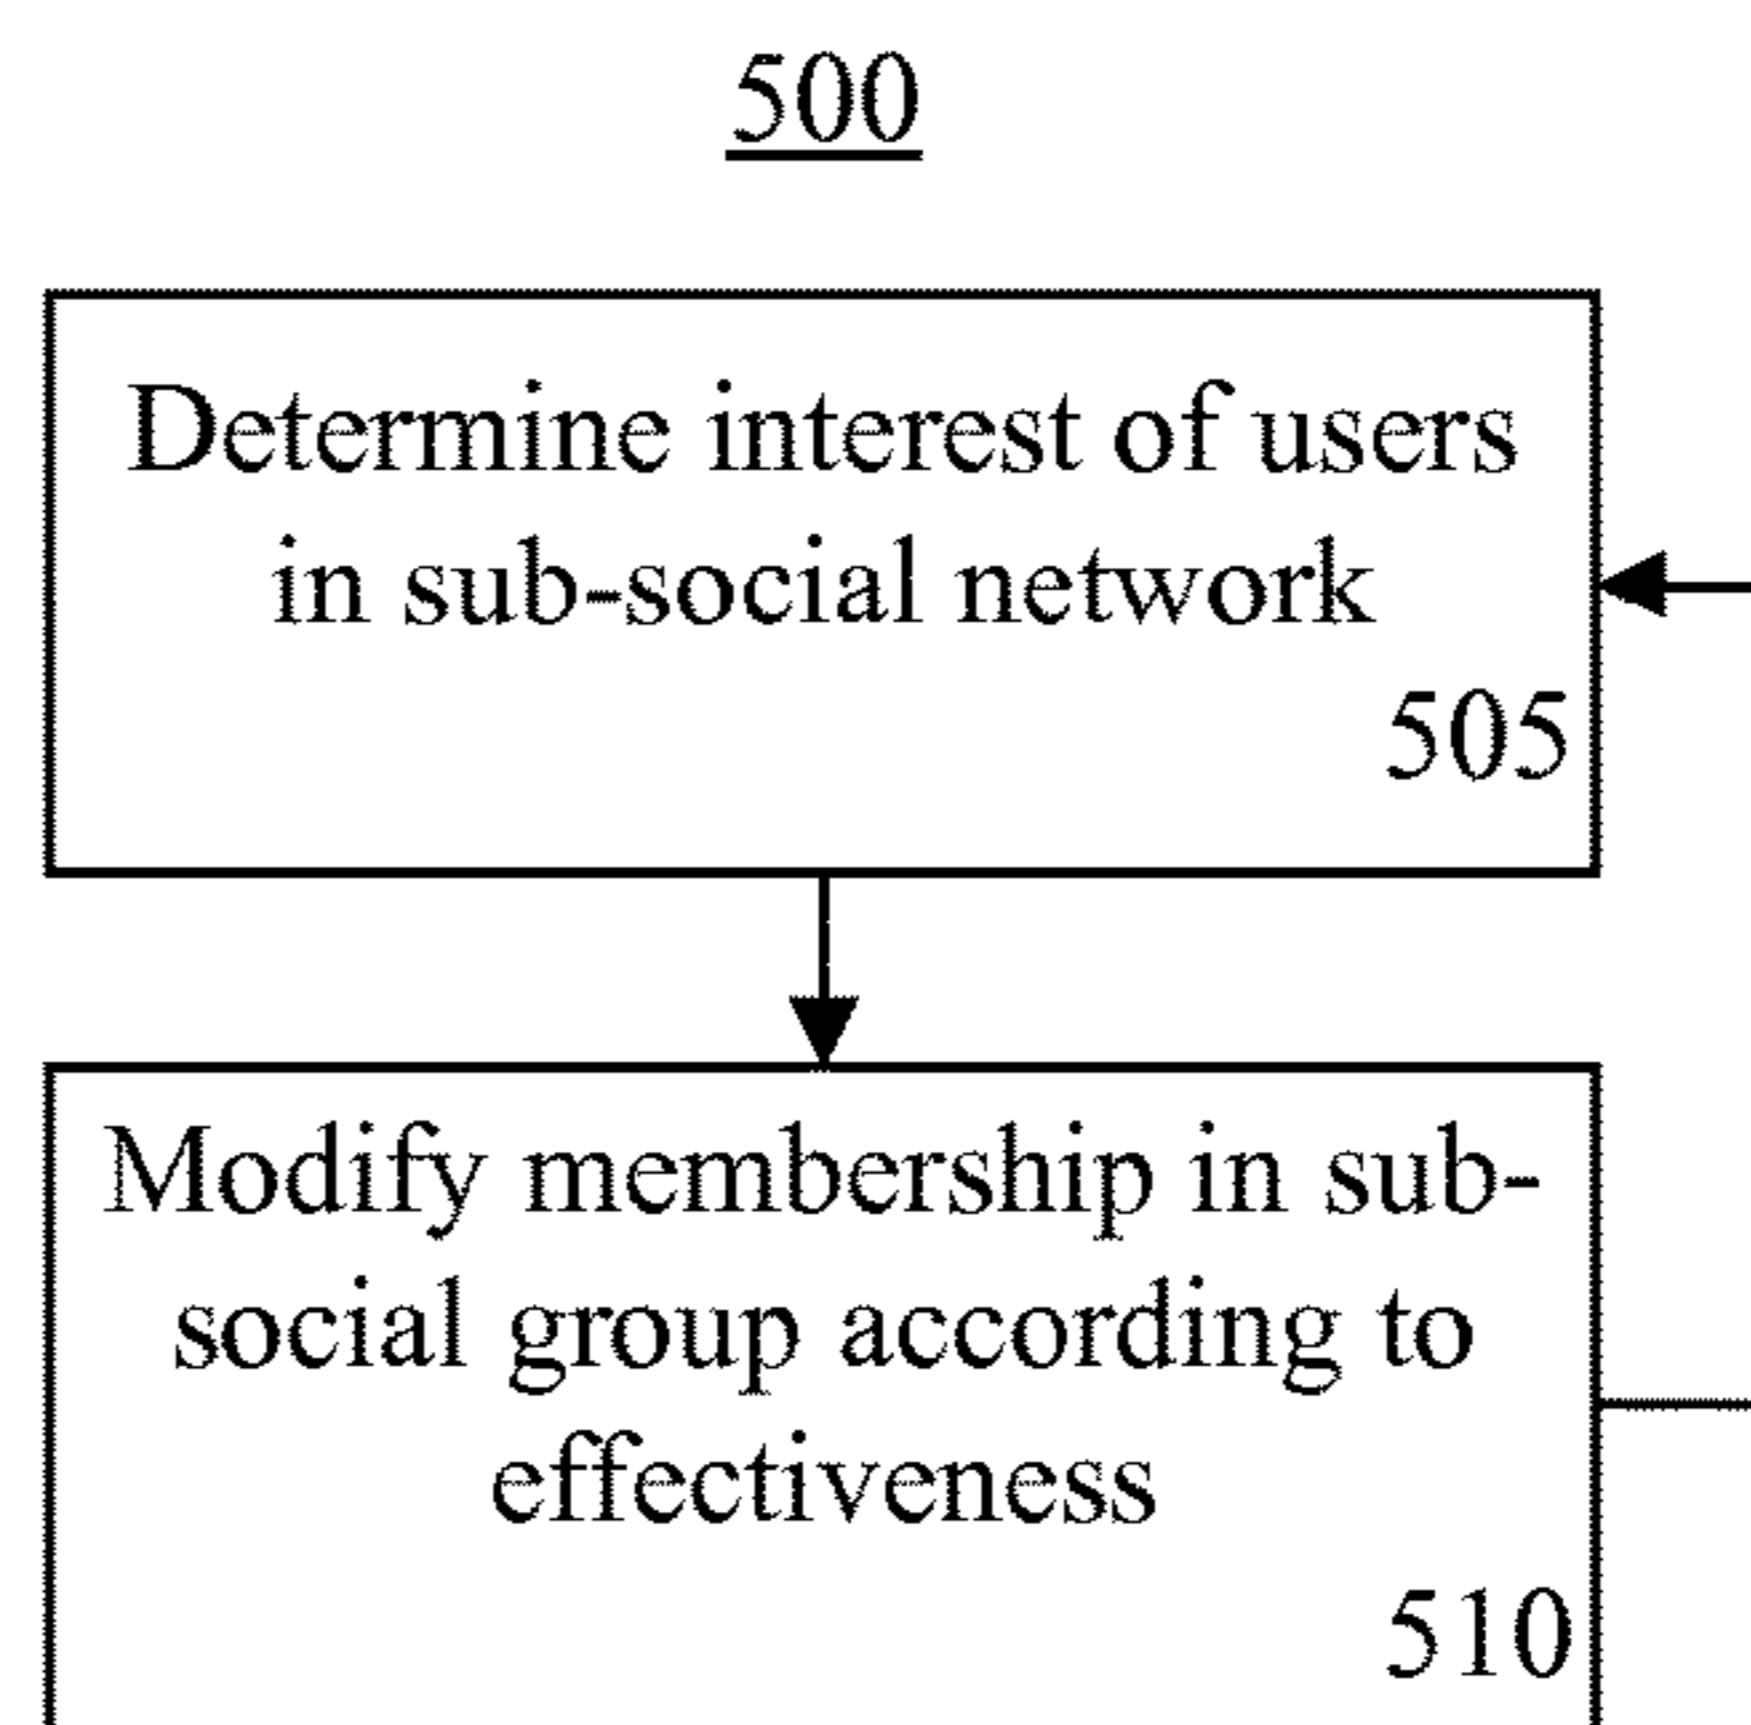 500
Determine interest of users
in sub-social network
505
Modify membership in sub-
social group according to
effectiveness
510